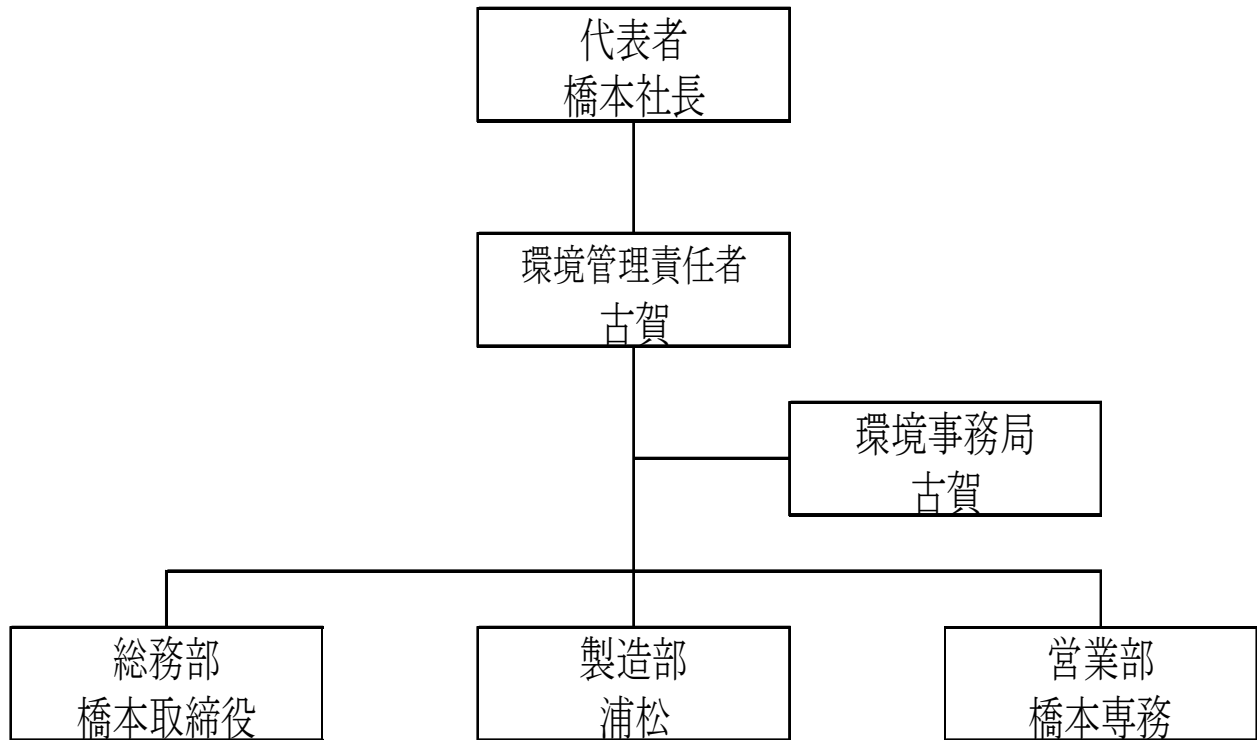 代表者
橋本社長
環境管理責任者
古賀
環境事務局
古賀
総務部
橋本取締役
製造部
浦松
営業部
橋本専務